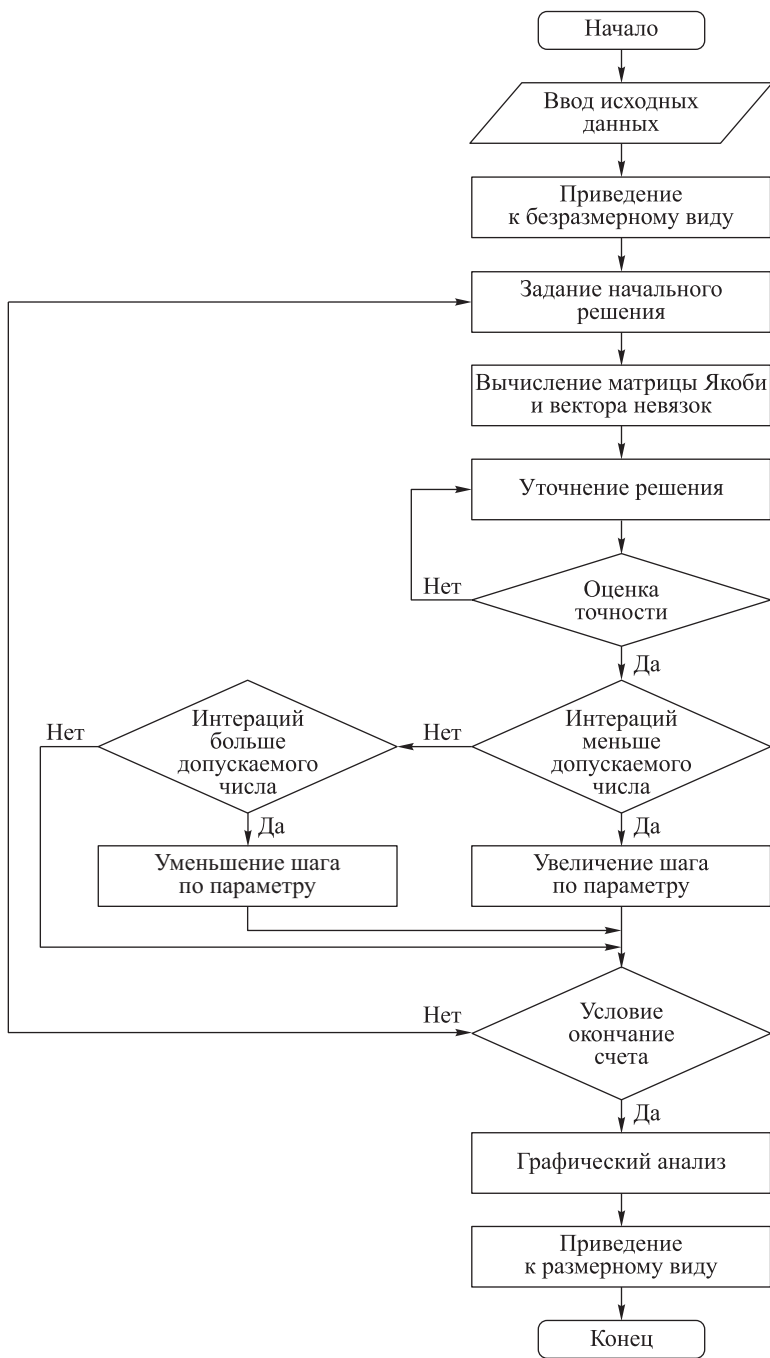 Начало
Ввод исходных
данных
Приведение
к безразмерному виду
Задание начального
решения
Вычисление матрицы Якоби
и вектора невязок
Уточнение решения
Нет
Оценка
точности
Да
Нет
Интераций
больше
допускаемого
числа
Нет
Интераций
меньше
допускаемого
числа
Да
Да
Уменьшение шага
по параметру
Увеличение шага
по параметру
Нет
Условие
окончание
счета
Да
Графический анализ
Приведение
к размерному виду
Конец